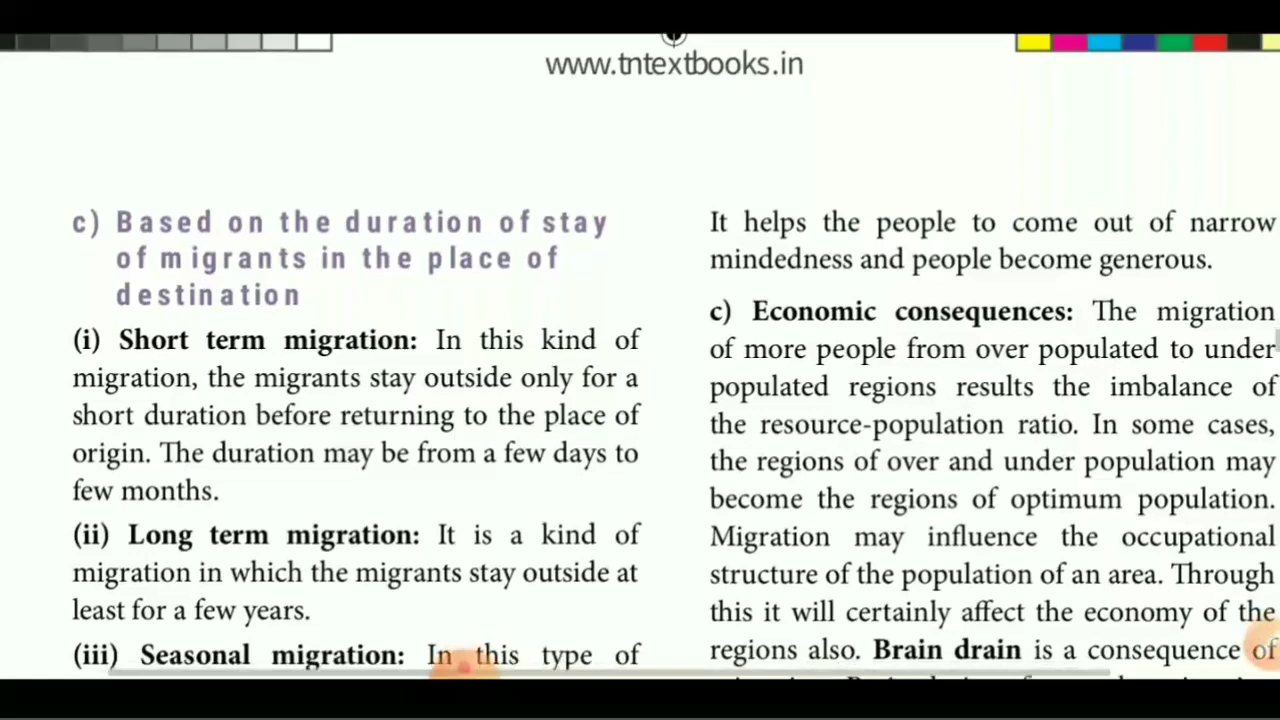 www.tntextbooks.in
c) Based on the duration of stay
of migrants in the place of
destination
(i) Short term migration: In this kind of
migration, the migrants stay outside only for a
short duration before returning to the place of
origin. The duration may be from a few days to
few months.
(ii) Long term migration: It is a kind of
migration in which the migrants stay outside at
least for a few years.
(iii) Seasonal migration: In this type of
It helps the people to come out of narrow
mindedness and people become generous.
c) Economic consequences: The migration
of more people from over populated to under
populated regions results the imbalance of
the resource-population ratio. In some cases,
the regions of over and under population may
become the regions of optimum population.
Migration may influence the occupational
structure of the population of an area. Through
this it will certainly affect the economy of the
regions also. Brain drain is a consequence of